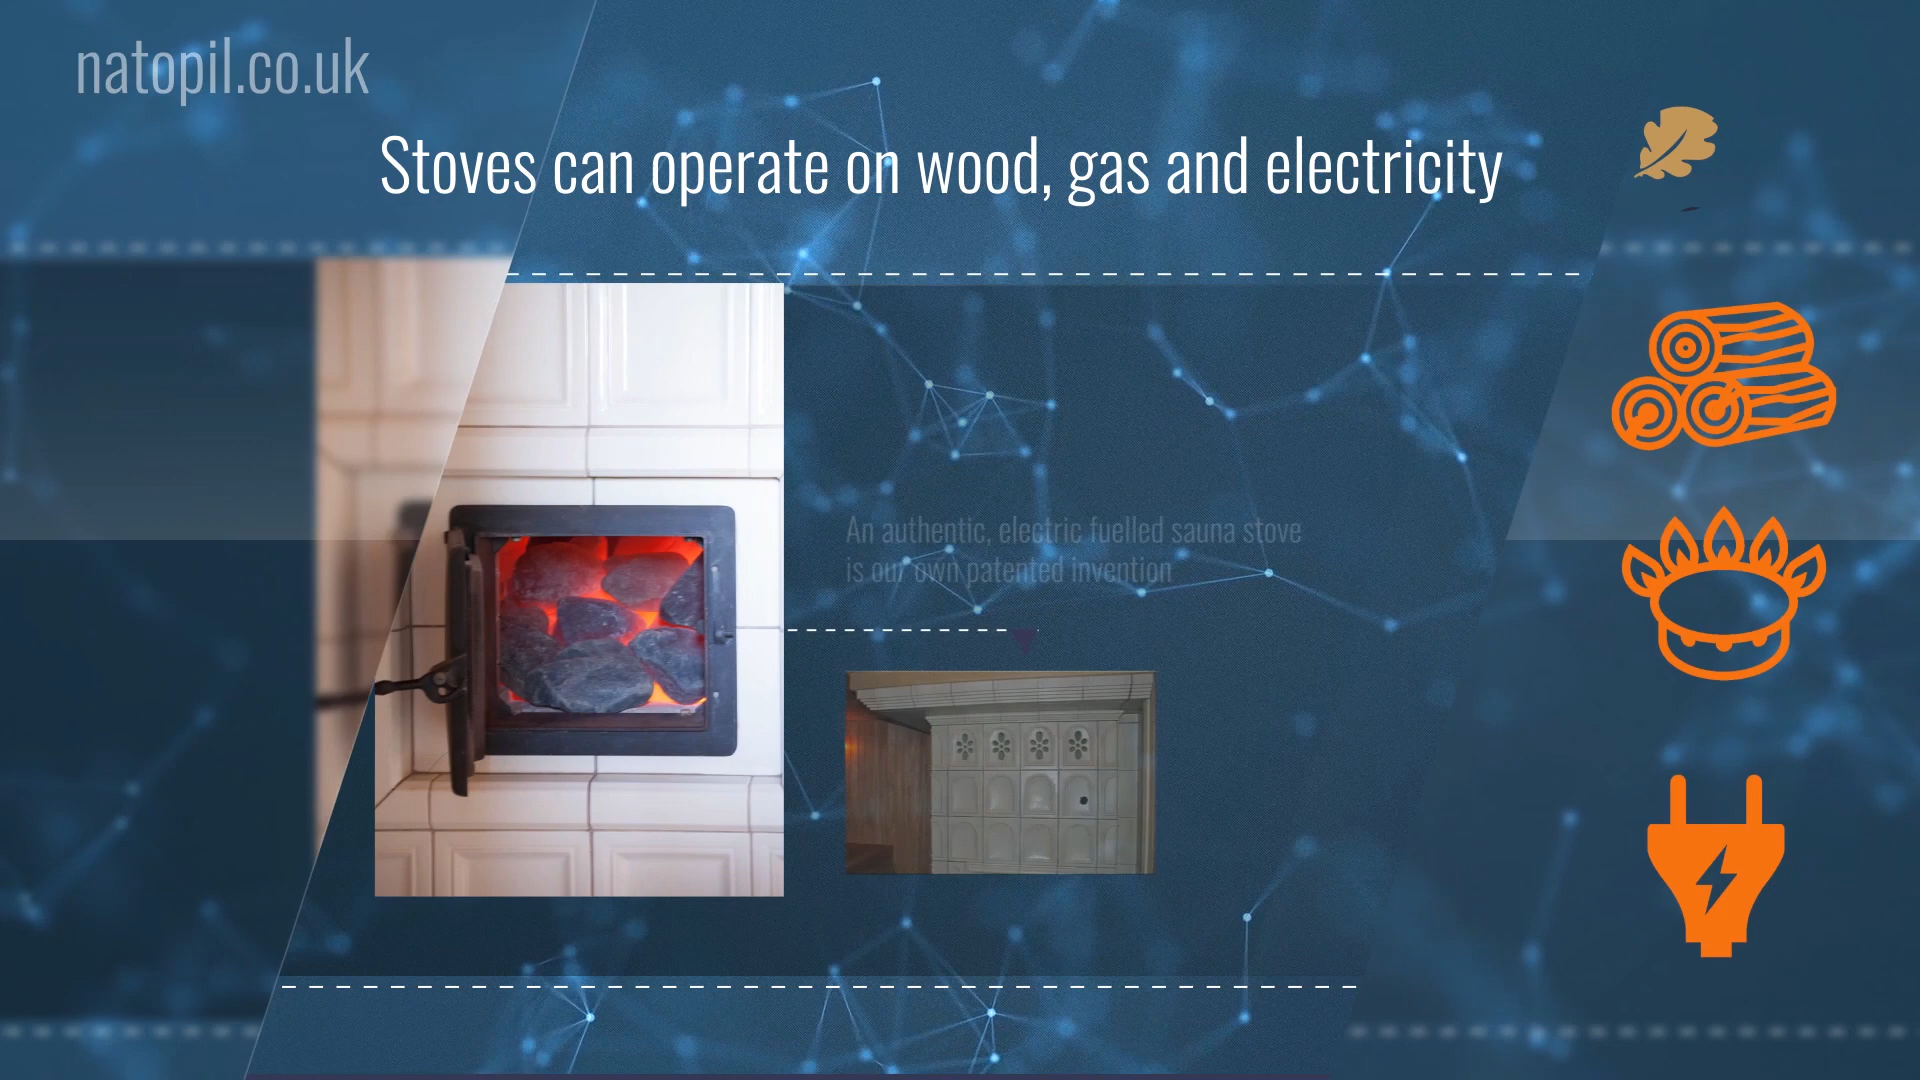 natopil.co.uk
Stoves can operate on wood, gas and electricity
An authentic, electric fuelled sauna stove
is our own patented invention